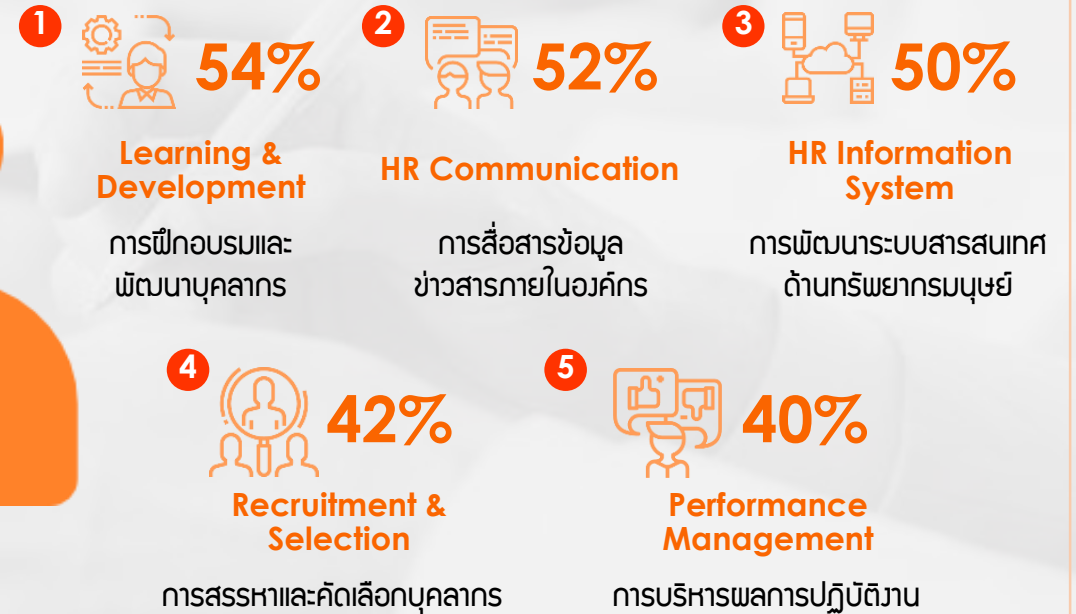 1
54%
Learning &
Development
การฝึกอบรมและ
พัฒนาบุคลากร
2
52%
HR Communication
การสื่อสารข้อมูล
ข่าวสารภายในองค์กร
3
50%
HR Information
System
การพัฒนาระบบสารสนเทศ
ด้านทรัพยากรมนุษย์
4
42%
Recruitment &
Selection
การสรรหาและคัดเลือกบุคลากร
5
40%
Performance
Management
การบริหารผลการปฏิบัติงาน